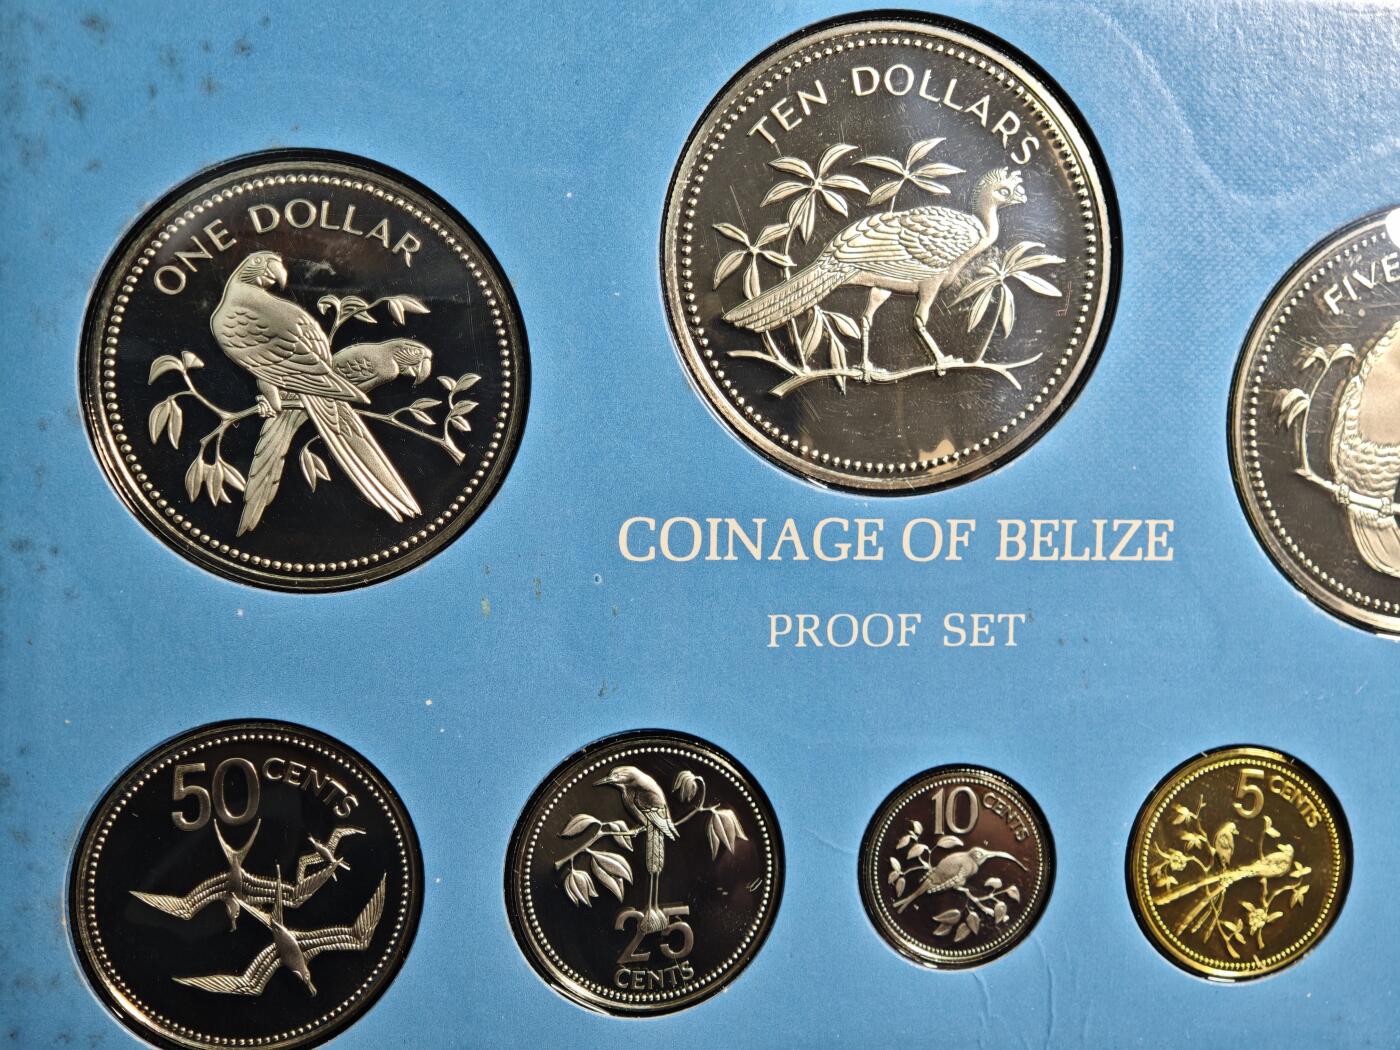 ONE DOLLAR
TEN DOLLARS
FIVE
COINAGE OF BELIZE
PROOF SET
50 CENTS
25
CENTS
10 CENTS
5 CENTS